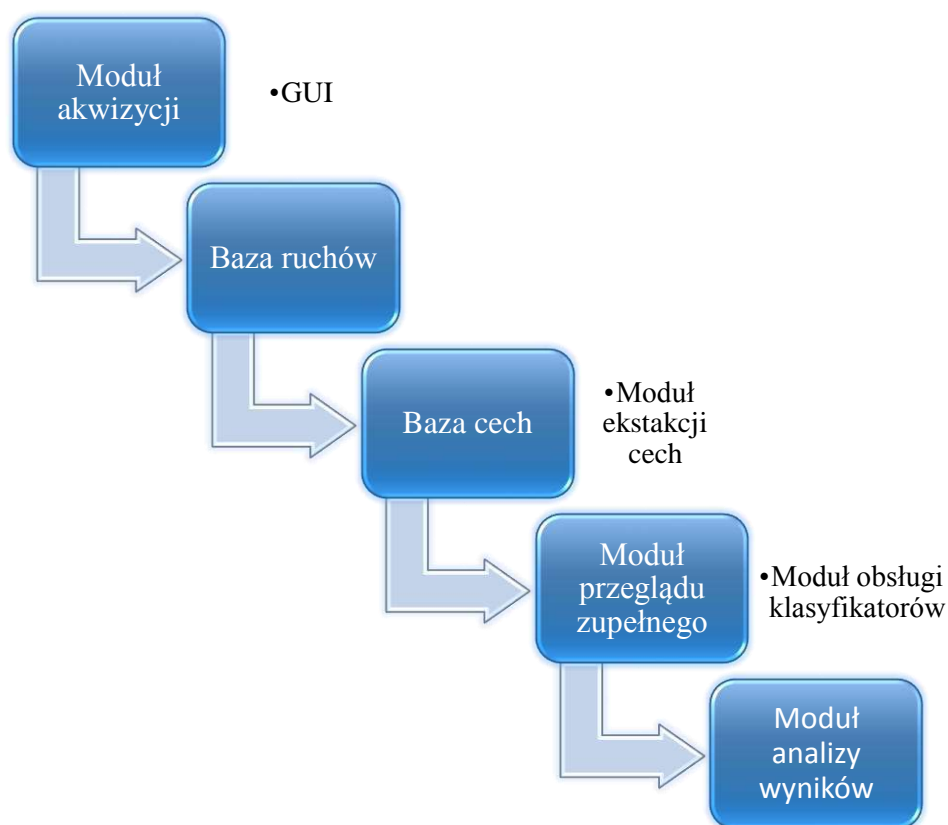 Moduł
akwizycji
•GUI
Baza ruchów
Baza cech
•Moduł
ekstakcji
cech
Moduł
przeglądu
zupełnego
•Moduł obsługi
klasyfikatorów
Moduł
analizy
wyników